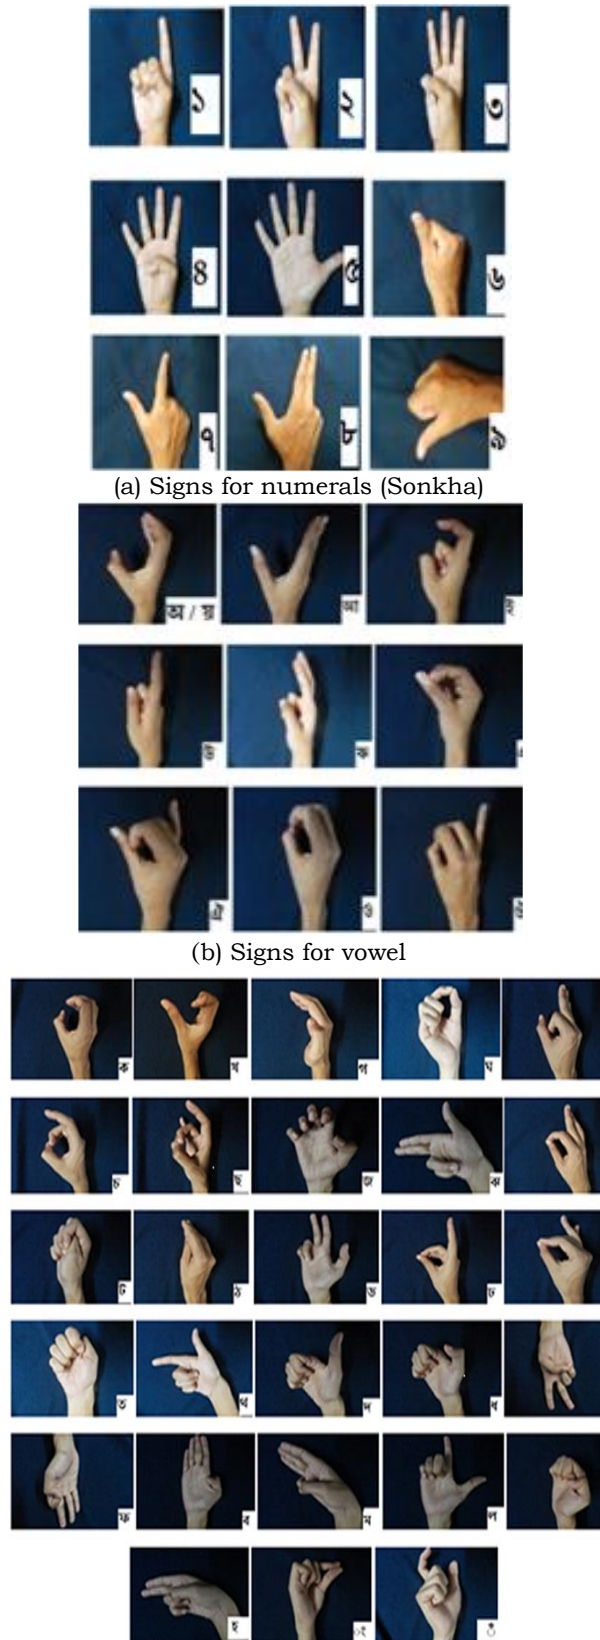 ১ ২ ৩
৪ ৫ ৬
৭ ৮ ৯
(a) Signs for numerals (Sonkha)
অ / য় আ
(b) Signs for vowel
ক খ গ ঘ
চ ছ জ ঝ
ট ঠ ড ঢ
ত থ দ ধ
ফ ব ম ল
হ ং ঁ